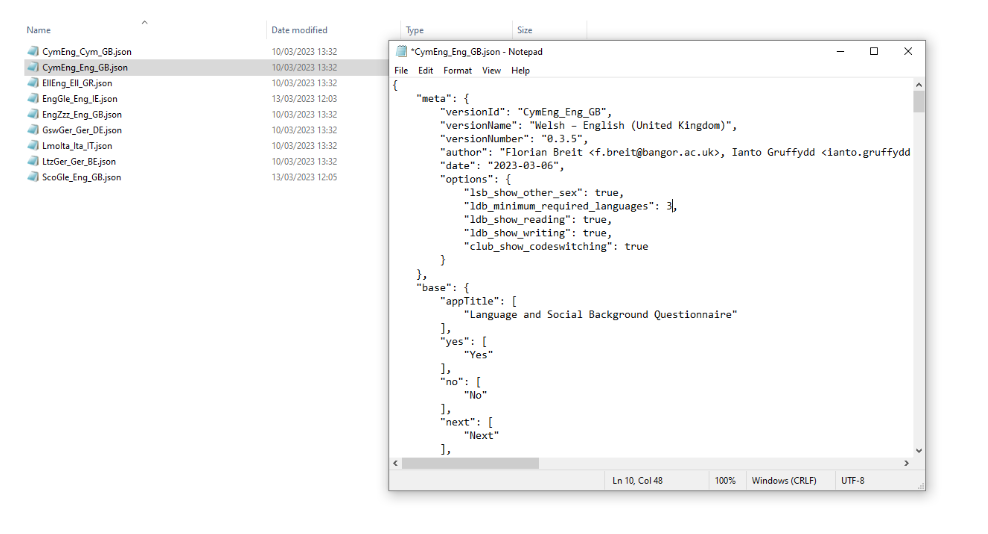 Name Date modified Type Size
CymEng_Cym_GB.json 10/03/2023 13:32
CymEng_Eng_GB.json 10/03/2023 13:32
EllEng_Ell_GR.json 10/03/2023 13:32
EngGle_Eng_IE.json 13/03/2023 12:03
EngZzz_Eng_GB.json 10/03/2023 13:32
GswGer_Ger_DE.json 10/03/2023 13:32
LmoIta_Ita_IT.json 10/03/2023 13:32
LtzGer_Ger_BE.json 10/03/2023 13:32
ScoGle_Eng_GB.json 13/03/2023 12:05
*CymEng_Eng_GB.json - Notepad
File Edit Format View Help
{
"meta": {
"versionId": "CymEng_Eng_GB",
"versionName": "Welsh – English (United Kingdom)",
"versionNumber": "0.3.5",
"author": "Florian Breit <f.breit@bangor.ac.uk>, Ianto Gruffydd <ianto.gruffydd
"date": "2023-03-06",
"options": {
"lsb_show_other_sex": true,
"ldb_minimum_required_languages": 3,
"ldb_show_reading": true,
"ldb_show_writing": true,
"club_show_codeswitching": true
}
},
"base": {
"appTitle": [
"Language and Social Background Questionnaire"
],
"yes": [
"Yes"
],
"no": [
"No"
],
"next": [
"Next"
],
Ln 10, Col 48 100% Windows (CRLF) UTF-8